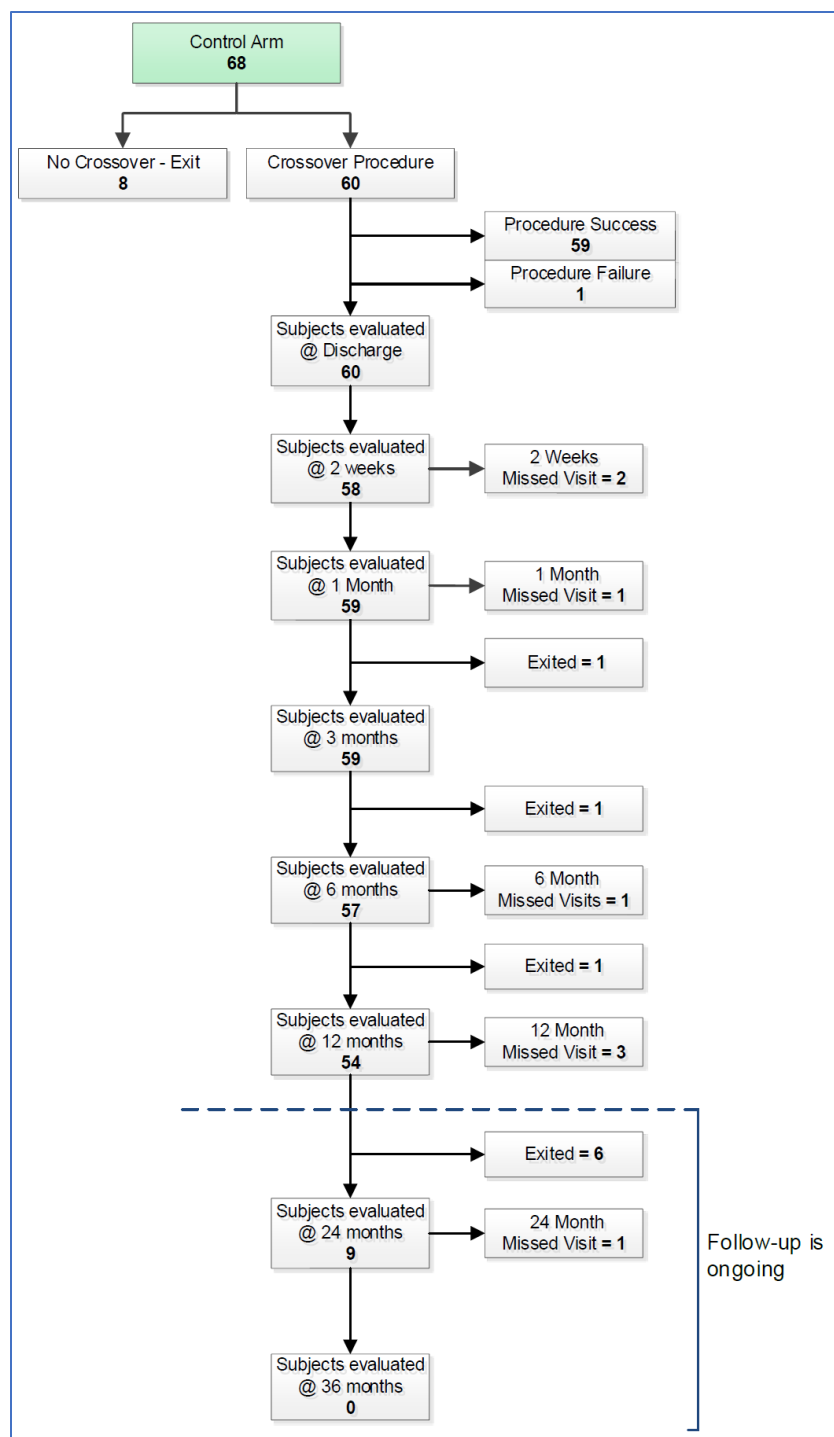 Control Arm
68
No Crossover - Exit
8
Crossover Procedure
60
Procedure Success
59
Procedure Failure
1
Subjects evaluated
@ Discharge
60
Subjects evaluated
@ 2 weeks
58
2 Weeks
Missed Visit = 2
Subjects evaluated
@ 1 Month
59
1 Month
Missed Visit = 1
Exited = 1
Subjects evaluated
@ 3 months
59
Exited = 1
Subjects evaluated
@ 6 months
57
6 Month
Missed Visits = 1
Exited = 1
Subjects evaluated
@ 12 months
54
12 Month
Missed Visit = 3
Exited = 6
Subjects evaluated
@ 24 months
9
24 Month
Missed Visit = 1
Follow-up is
ongoing
Subjects evaluated
@ 36 months
0